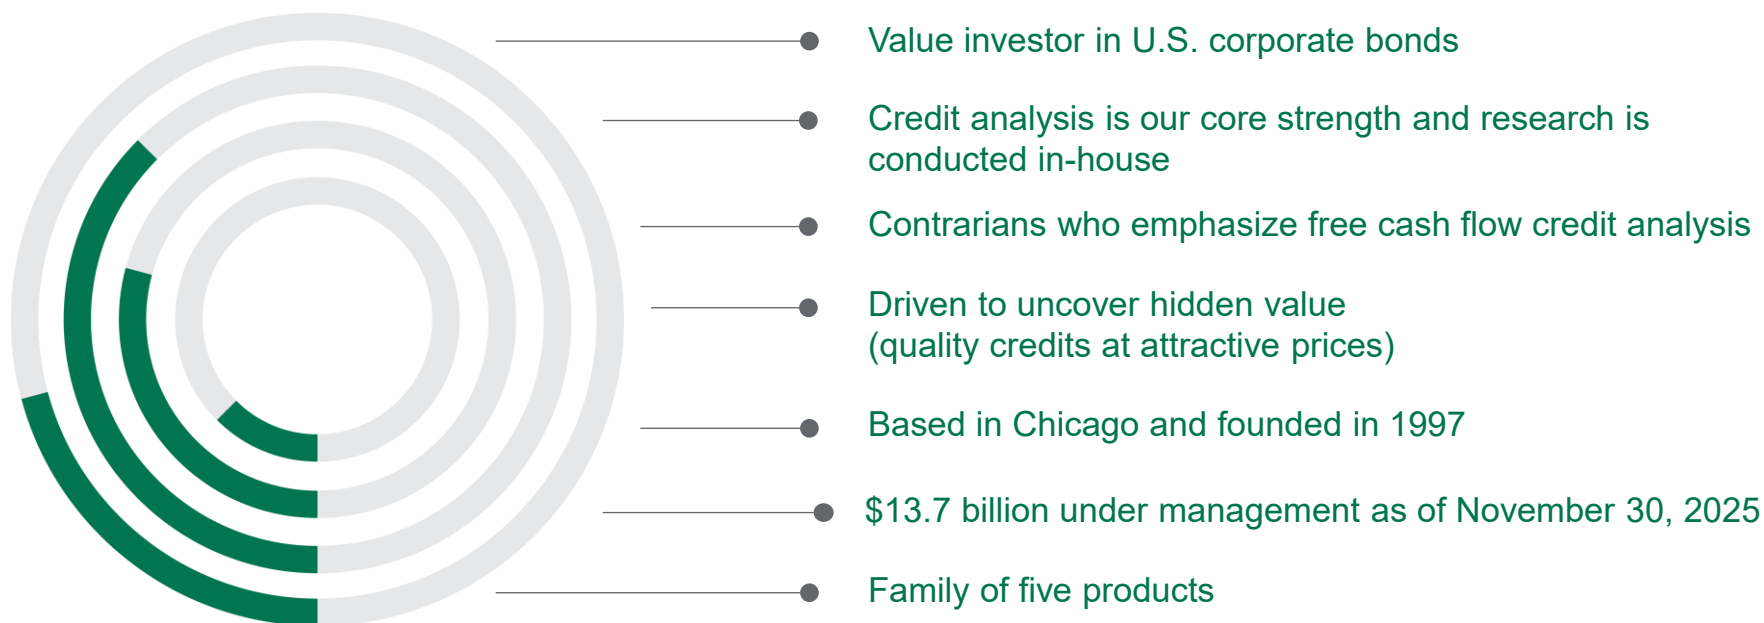 Value investor in U.S. corporate bonds
Credit analysis is our core strength and research is
conducted in-house
Contrarians who emphasize free cash flow credit analysis
Driven to uncover hidden value
(quality credits at attractive prices)
Based in Chicago and founded in 1997
$13.7 billion under management as of November 30, 2025
Family of five products